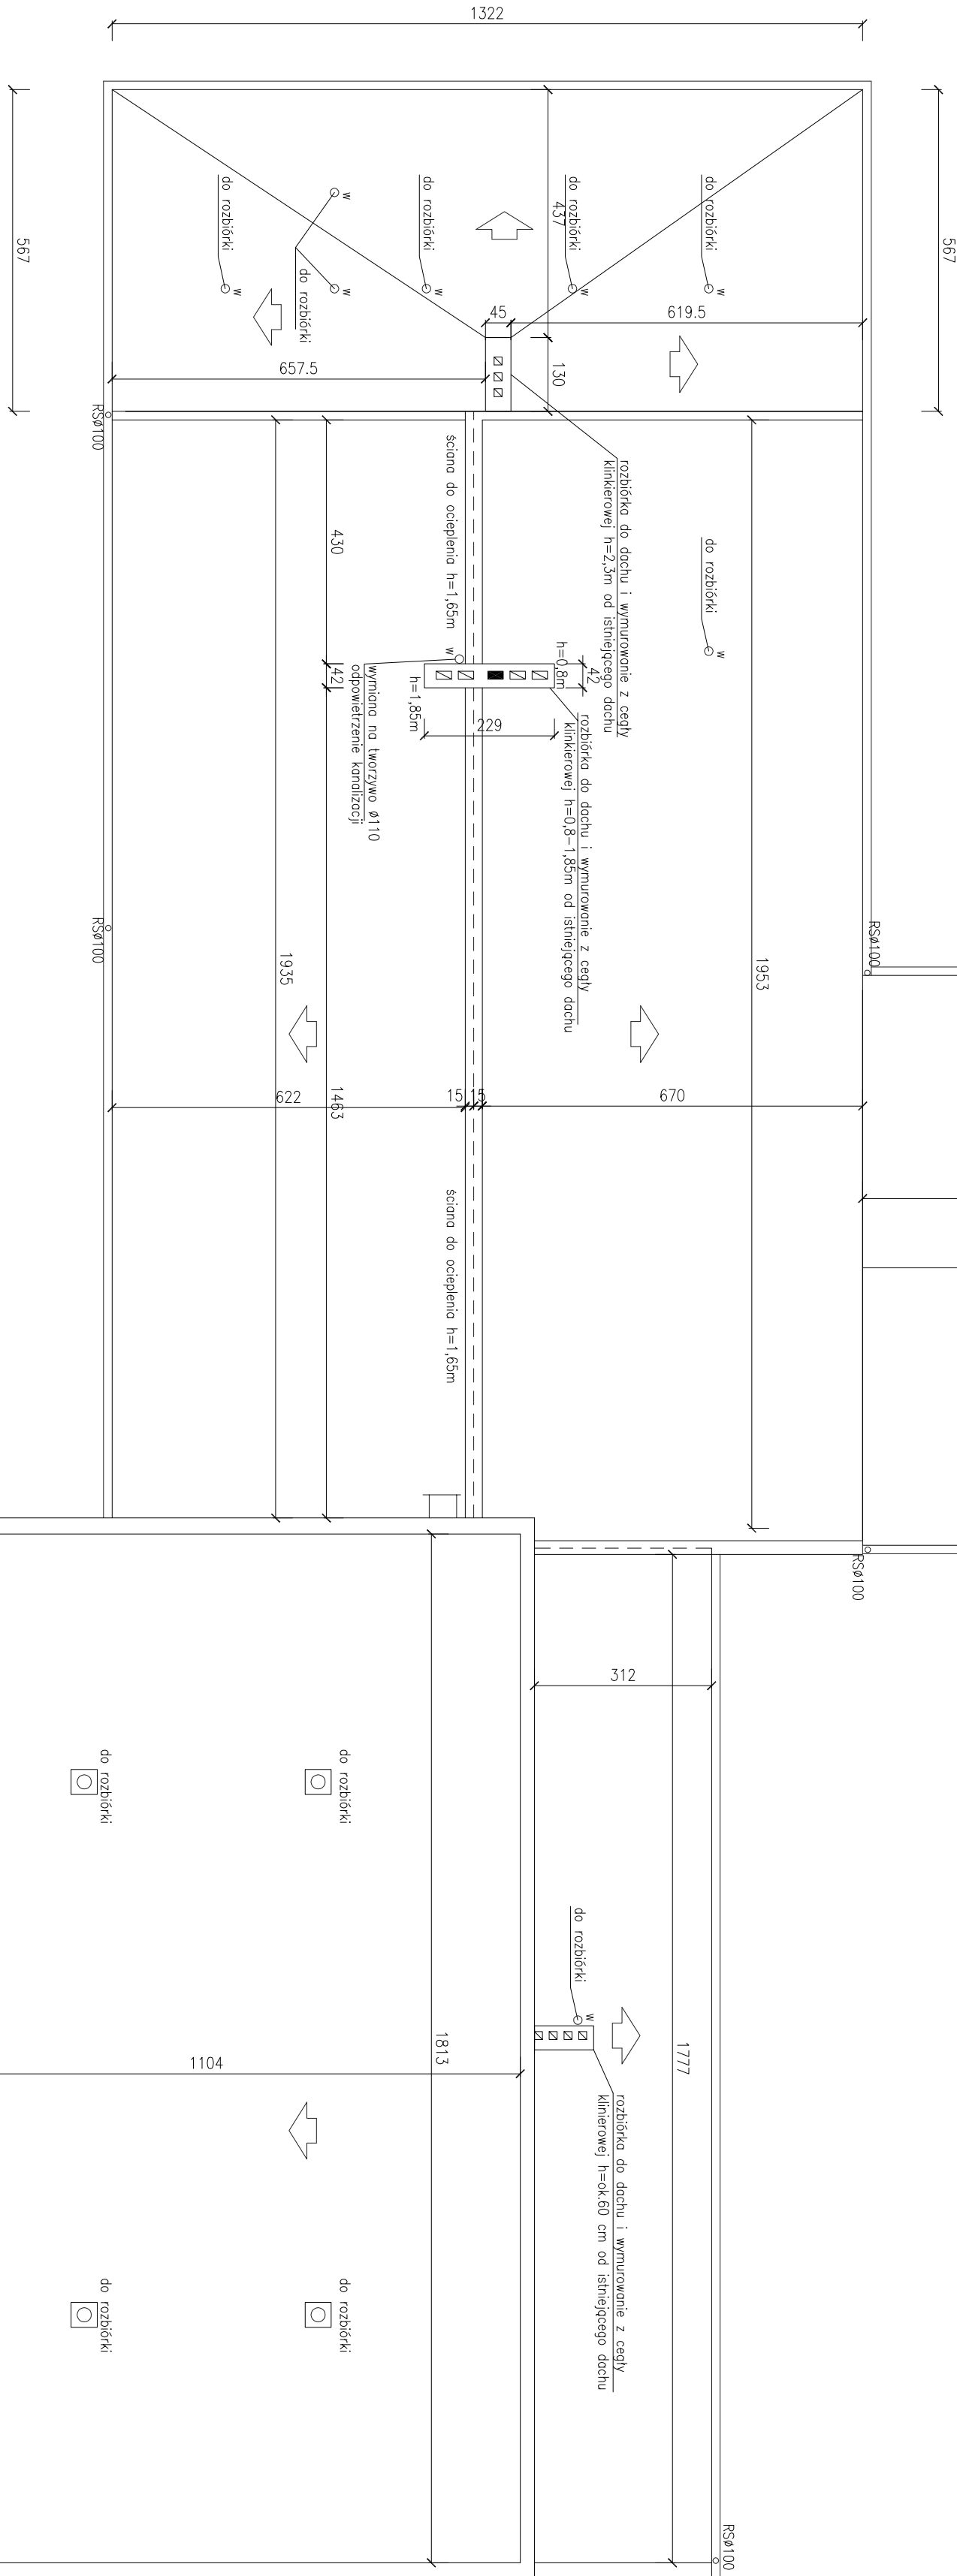 1322
567
567
437
do rozbiórki
w
do rozbiórki
w
do rozbiórki
w
w
w
do rozbiórki
do rozbiórki
w
45
619.5
130
657.5
RSø100
1953
rozbiórka do dachu i wymurowanie z cegły
klinkierowej h=2,3m od istniejącego dachu
do rozbiórki
w
ściana do ocieplenia h=1,65m
430
42
42
h=0,8m
h=1,85m
229
w
wymiana na tworzywo ø110
odpowietrzenie kanalizacji
rozbiórka do dachu i wymurowanie z cegły
klinkierowej h=0,8-1,85m od istniejącego dachu
RSø100
RSø100
1935
1463
622
15
15
670
ściana do ocieplenia h=1,65m
RSø100
312
do rozbiórki
do rozbiórki
do rozbiórki
w
1777
1813
1104
rozbiórka do dachu i wymurowanie z cegły
klinierowej h=ok.60 cm od istniejącego dachu
do rozbiórki
do rozbiórki
RSø100